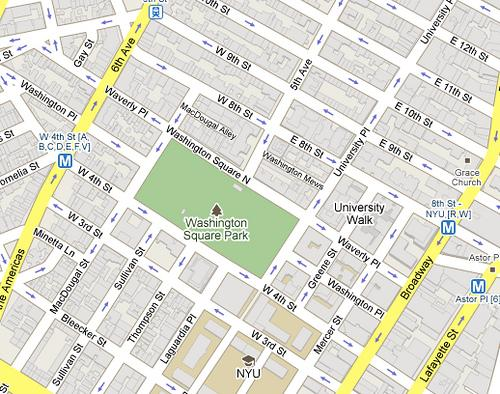 8th St
Gay St
6th Ave
W 9th St
5th Ave
University Pl
E 12th St
E 11th St
E 10th St
E 9th St
E 8th St
W 8th St
Washington Pl
Waverly Pl
MacDougal Alley
Washington Square N
Washington Mews
University Pl
Grace
Church
W 4th St [A,
B,C,D,E,F,V]
Cornelia St
W 4th St
Washington
Square Park
University
Walk
8th St -
NYU [R,W]
W 3rd St
Minetta Ln
Sullivan St
Waverly Pl
Greene St
Washington Pl
Broadway
Astor Pl
Astor Pl [6]
the Americas
MacDougal St
Bleecker St
Sullivan St
Thompson St
Laguardia Pl
W 4th St
W 3rd St
Mercer St
Lafayette St
NYU